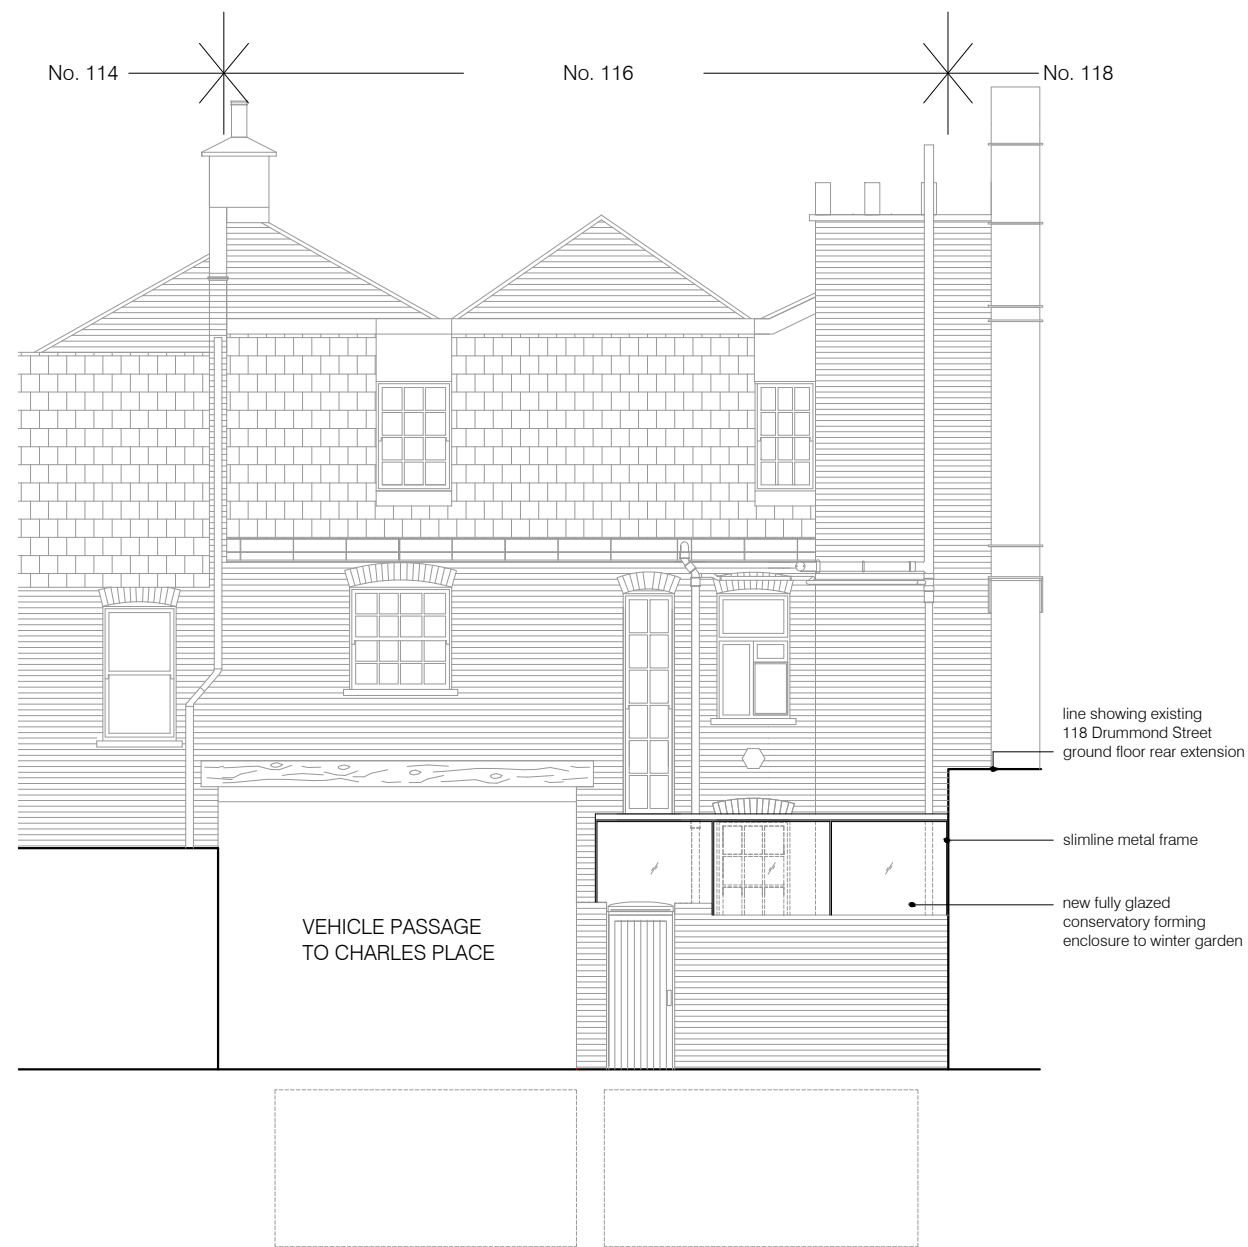 No. 114
No. 116
No. 118
line showing existing
118 Drummond Street
ground floor rear extension
slimline metal frame
new fully glazed
conservatory forming
enclosure to winter garden
VEHICLE PASSAGE
TO CHARLES PLACE